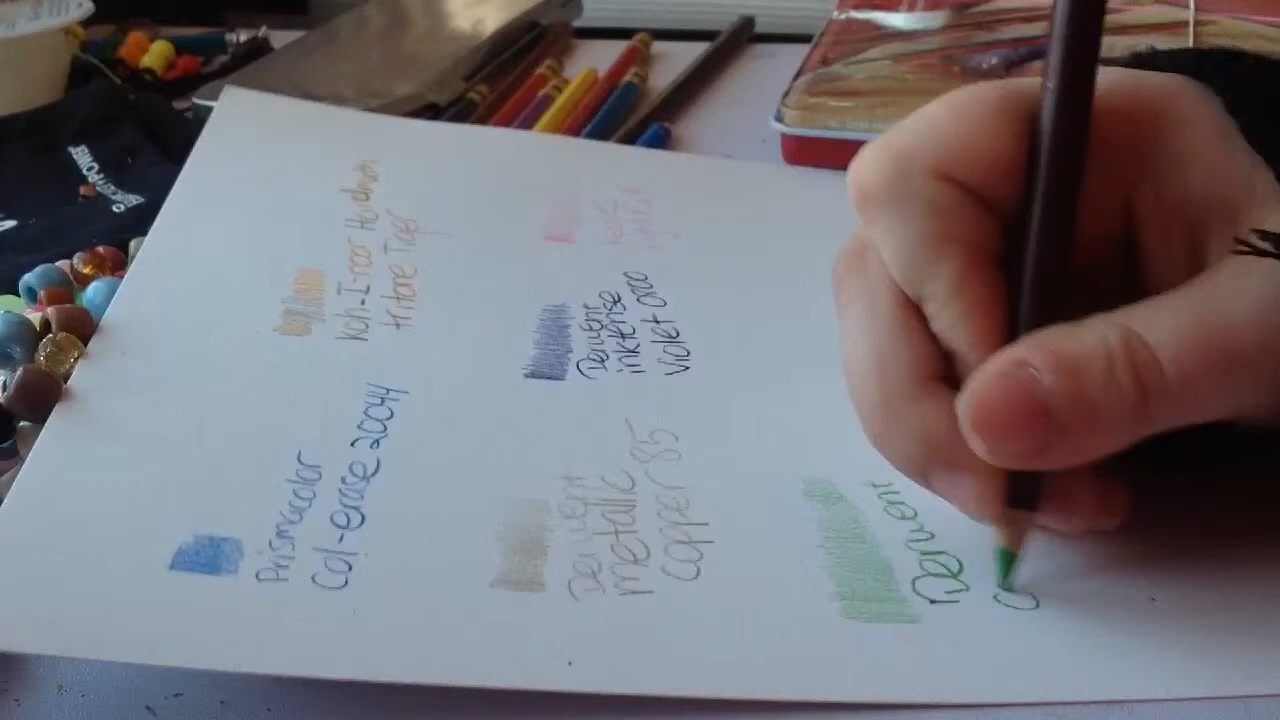 Prismacolor
Col-erase 20044
Koh-I-noor Hardtmuth
tritone Tiger
Derwent
metallic
copper 85
Derwent
inktense
Violet 0700
Derwent
C